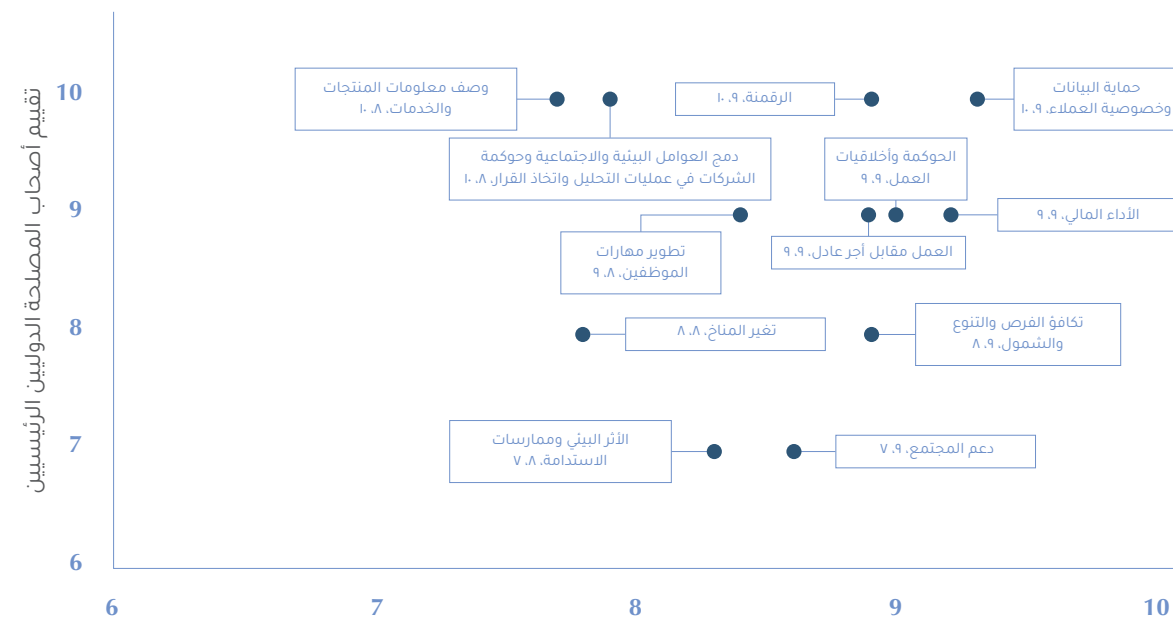 تقييم أصحاب المصلحة الدوليين الرئيسيين
10
9
8
7
6
6
7
8
9
10
وصف معلومات المنتجات
والخدمات، ٨، ١٠
الرقمنة، ٩، ١٠
حماية البيانات
وخصوصية العملاء، ٩، ١٠
دمج العوامل البيئية والاجتماعية وحوكمة
الشركات في عمليات التحليل واتخاذ القرار، ٨، ١٠
الحوكمة وأخلاقيات
العمل، ٩، ٩
الأداء المالي، ٩، ٩
تطوير مهارات
الموظفين، ٨، ٩
العمل مقابل أجر عادل، ٩، ٩
تغير المناخ، ٨، ٨
تكافؤ الفرص والتنوع
والشمول، ٩، ٨
الأثر البيئي وممارسات
الاستدامة، ٨، ٧
دعم المجتمع، ٩، ٧